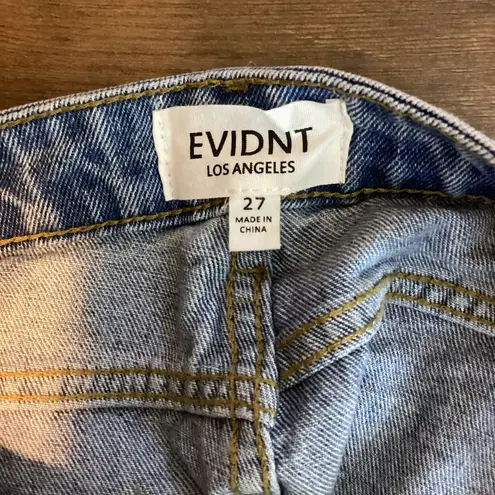 EVIDNT
LOS ANGELES
27
MADE IN
CHINA